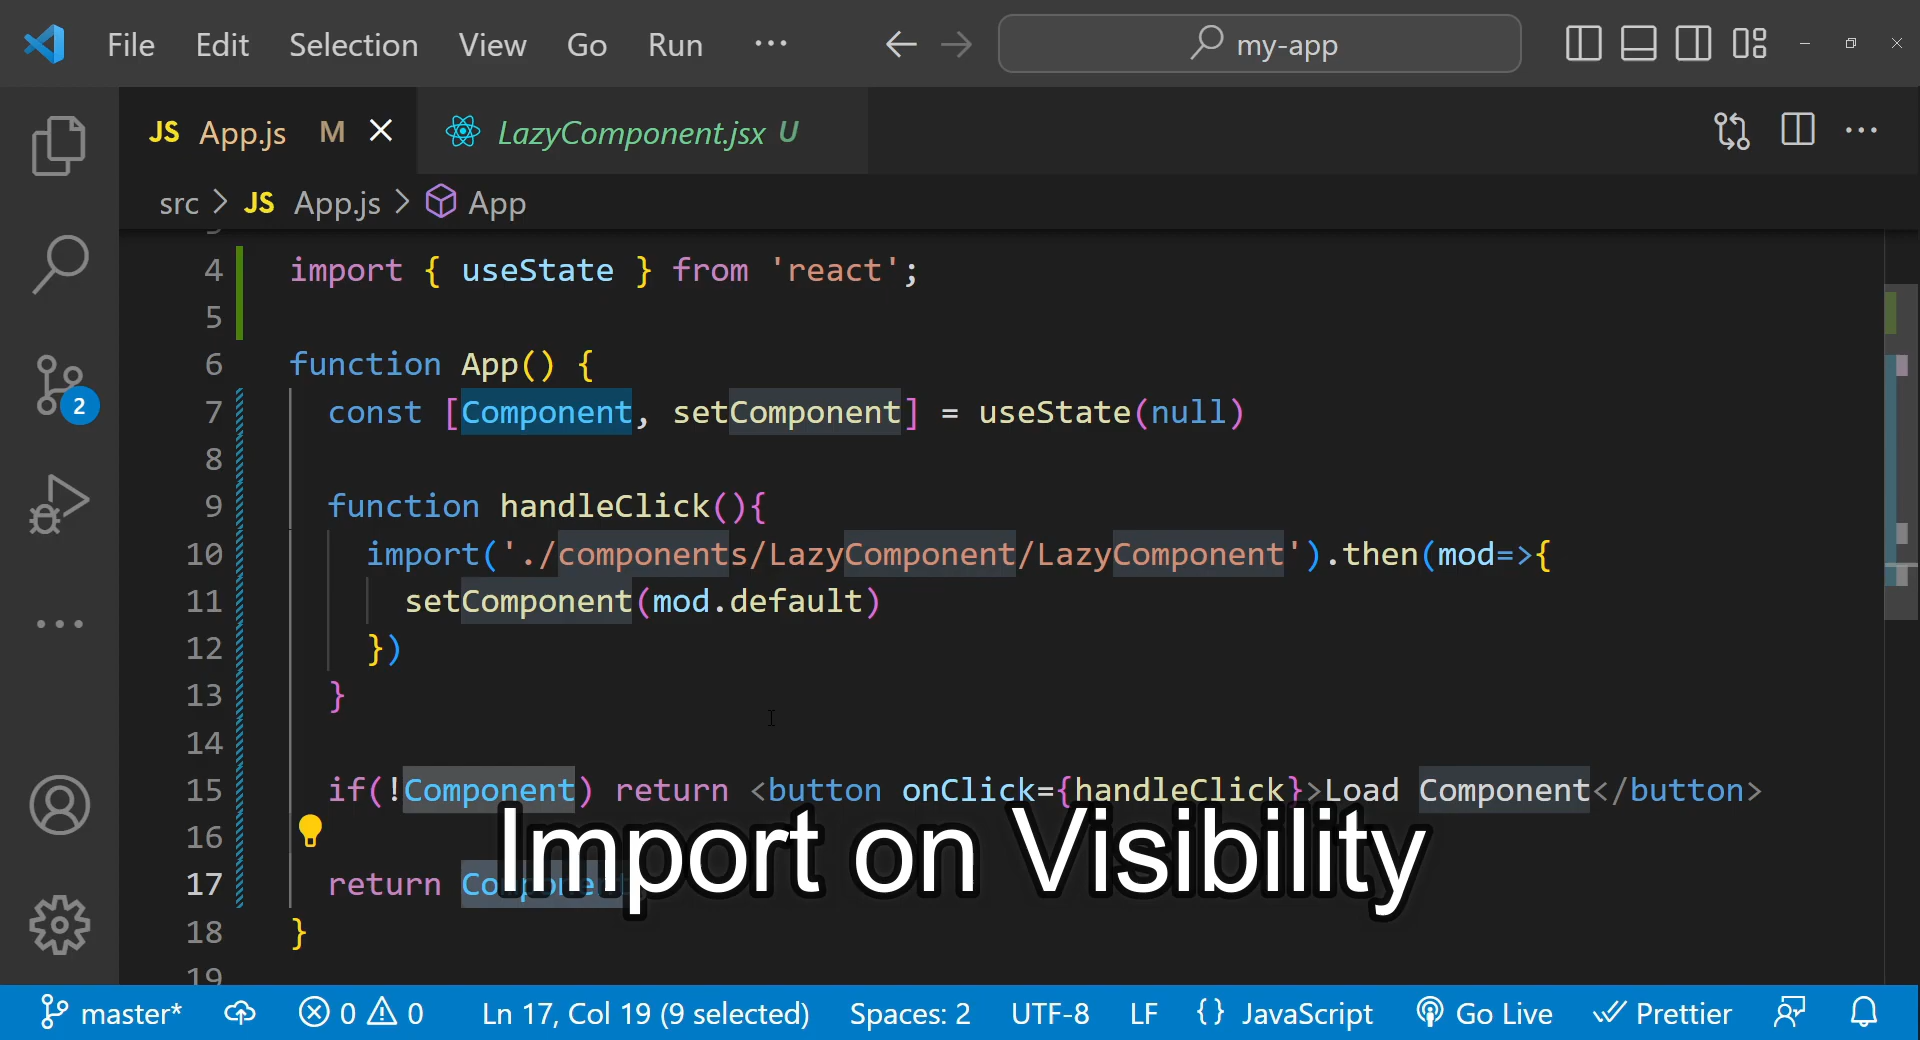 File Edit Selection View Go Run ··· my-app
JS App.js M LazyComponent.jsx U
src > JS App.js > App
4 import { useState } from 'react';
5
6 function App() {
7 const [Component, setComponent] = useState(null)
8
9 function handleClick(){
10 import('./components/LazyComponent/LazyComponent').then(mod=>{
11 setComponent(mod.default)
12 })
13 }
14
15 if(!Component) return <button onClick={handleClick}>Load Component</button>
16
Import on Visibility
17 return Component
18 }
19
2
master* 0 0 Ln 17, Col 19 (9 selected) Spaces: 2 UTF-8 LF {} JavaScript Go Live Prettier